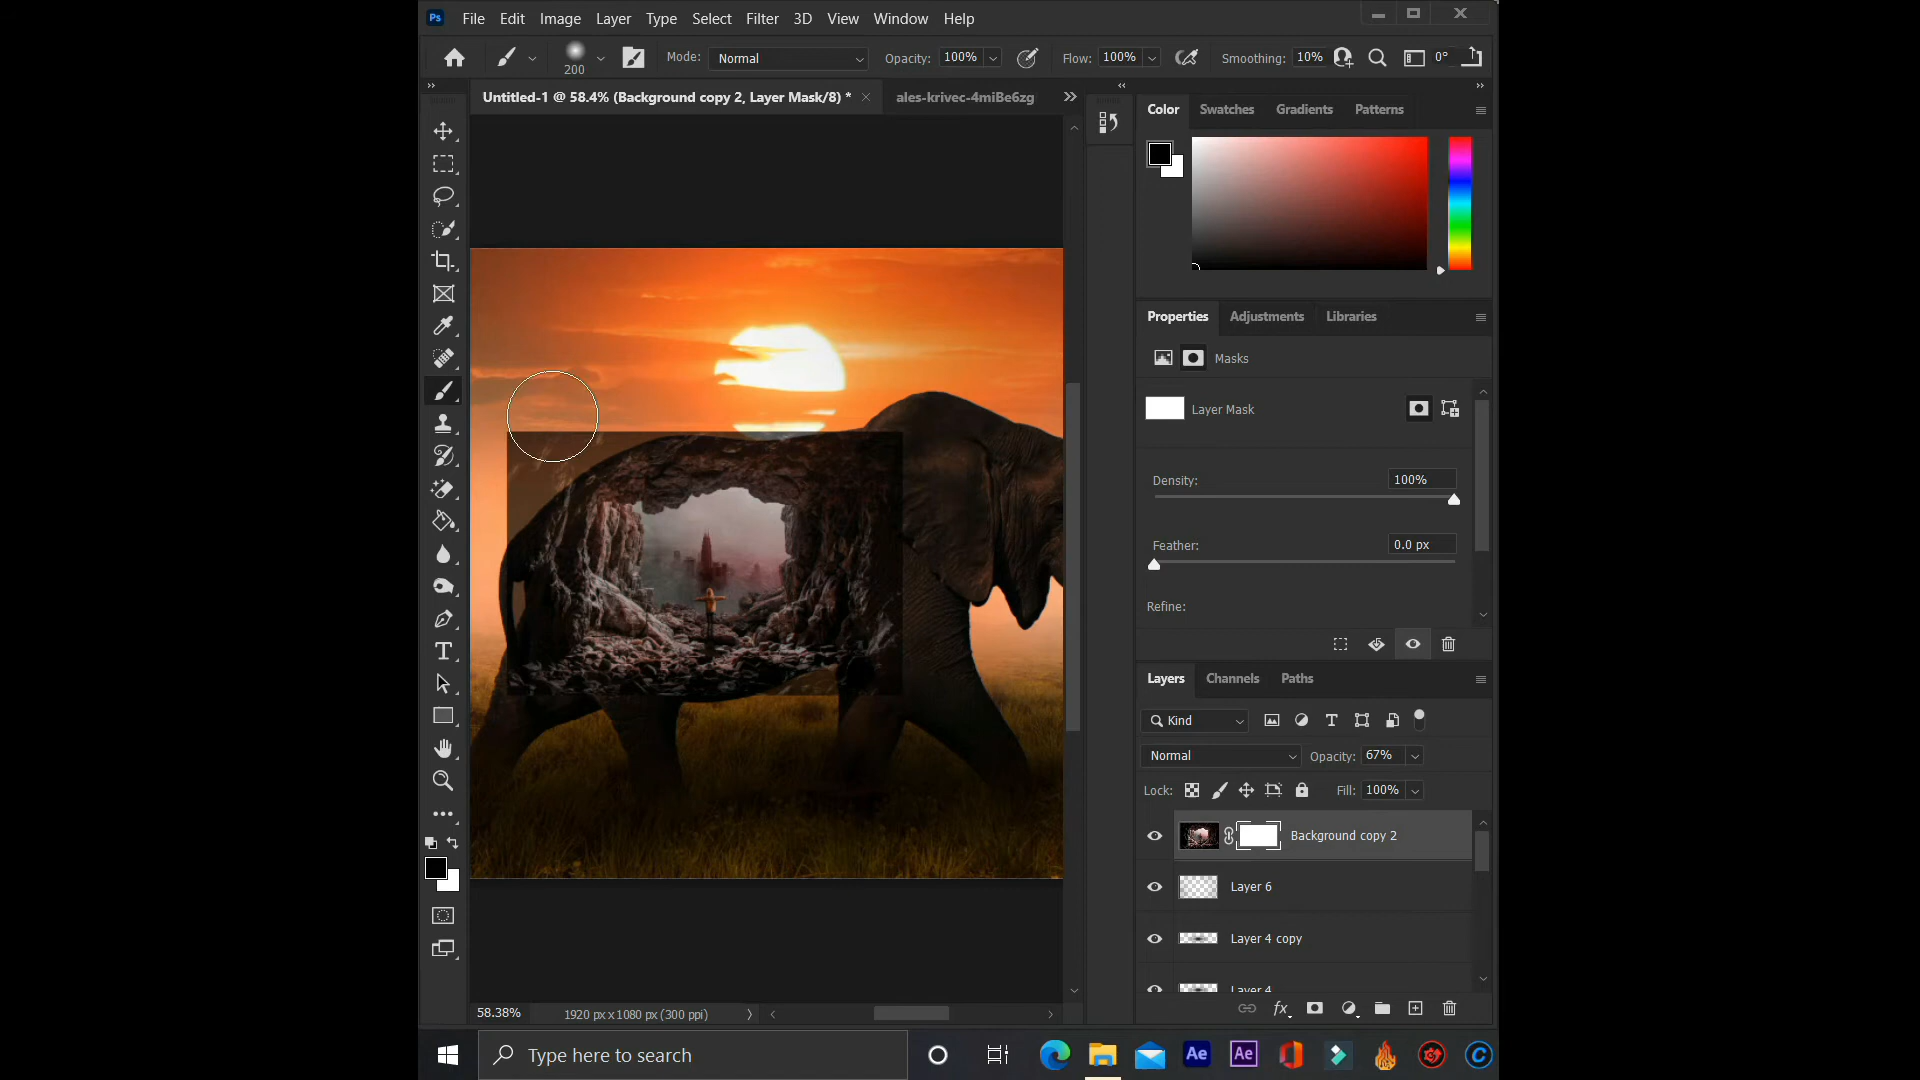 Ps File Edit Image Layer Type Select Filter 3D View Window Help
200 Mode: Normal Opacity: 100% Flow: 100% Smoothing: 10% 0°
Untitled-1 @ 58.4% (Background copy 2, Layer Mask/8) * ales-krivec-4miBe6zg
Color Swatches Gradients Patterns
Properties Adjustments Libraries
Masks
Layer Mask
Density: 100%
Feather: 0.0 px
Refine:
Layers Channels Paths
Kind
Normal Opacity: 67%
Lock: Fill: 100%
Background copy 2
Layer 6
Layer 4 copy
Layer 4
fx
58.38% 1920 px x 1080 px (300 ppi)
Type here to search
Ae Ae